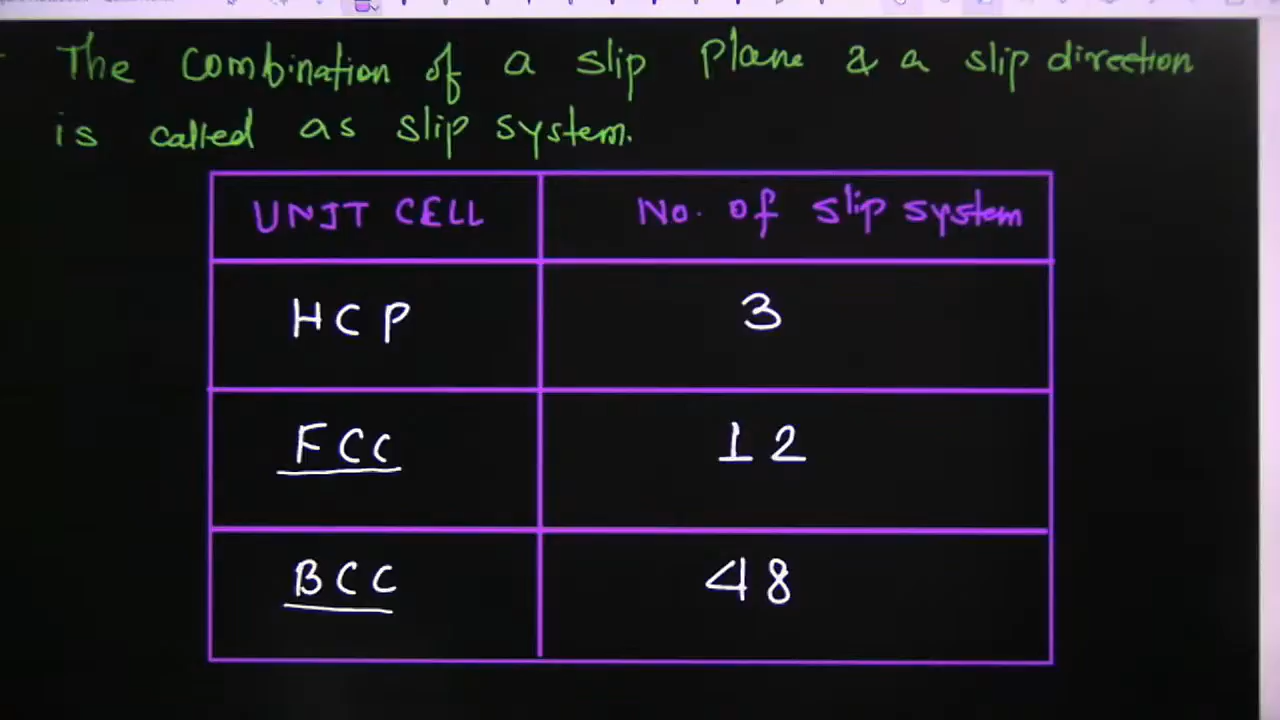 The combination of a slip plane & a slip direction
is called as slip system.
UNIT CELL No. of slip system
HCP 3
FCC 12
BCC 48